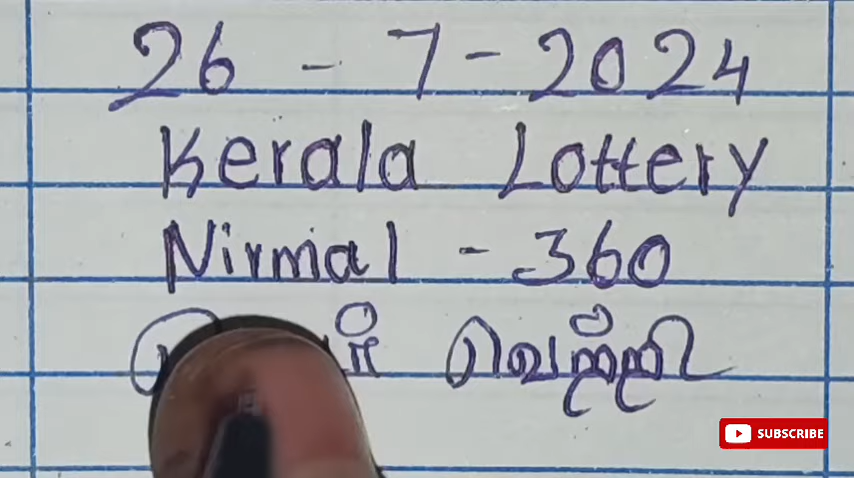 26 - 7 - 2024
Kerala Lottery
Nirmal - 360
வெற்றி
SUBSCRIBE